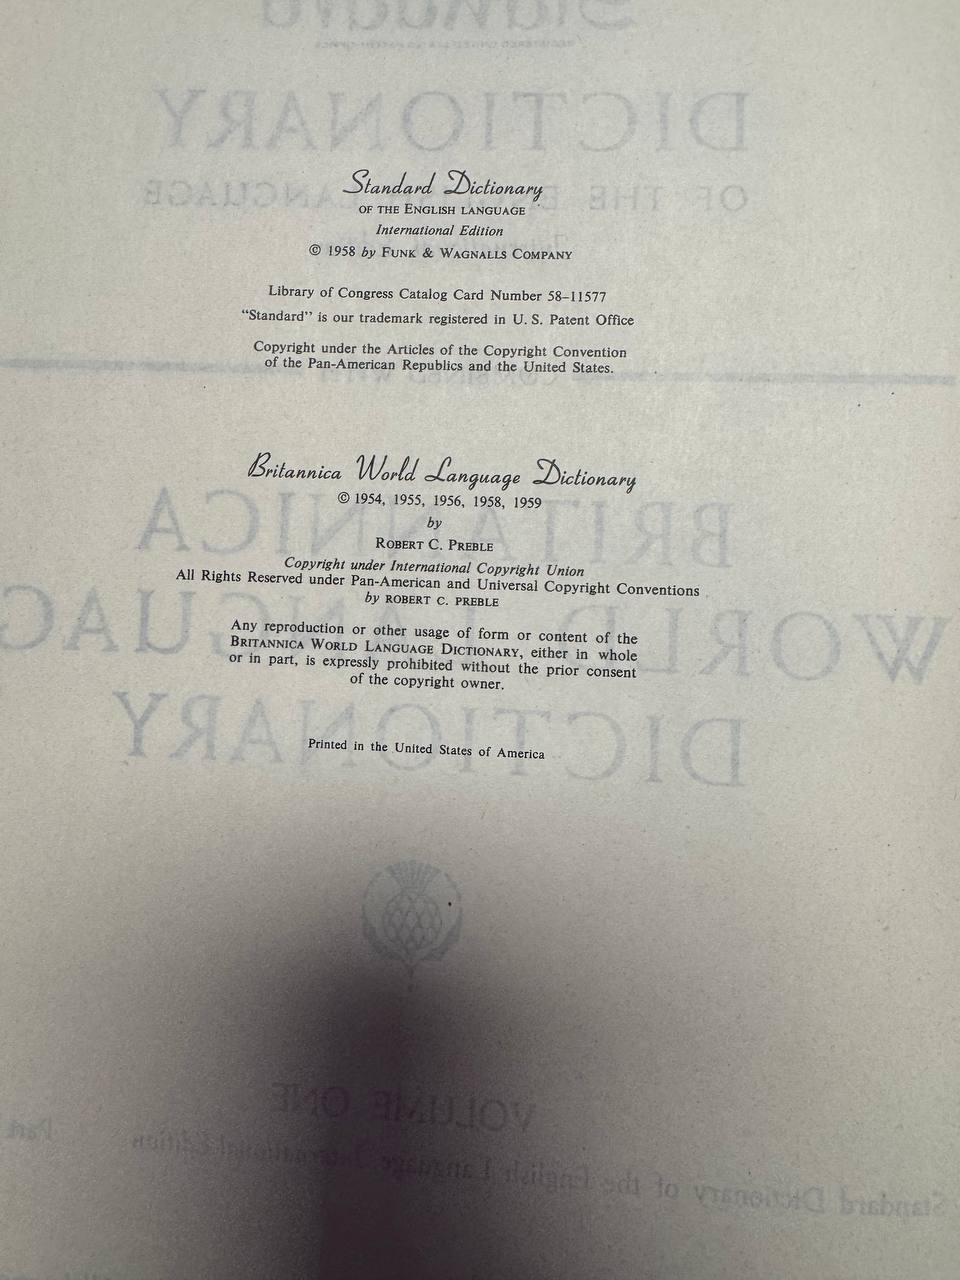 Standard Dictionary
OF THE ENGLISH LANGUAGE
International Edition
© 1958 by FUNK & WAGNALLS COMPANY
Library of Congress Catalog Card Number 58–11577
"Standard" is our trademark registered in U. S. Patent Office
Copyright under the Articles of the Copyright Convention
of the Pan-American Republics and the United States.
Britannica World Language Dictionary
© 1954, 1955, 1956, 1958, 1959
by
ROBERT C. PREBLE
Copyright under International Copyright Union
All Rights Reserved under Pan-American and Universal Copyright Conventions
by ROBERT C. PREBLE
Any reproduction or other usage of form or content of the
BRITANNICA WORLD LANGUAGE DICTIONARY, either in whole
or in part, is expressly prohibited without the prior consent
of the copyright owner.
Printed in the United States of America